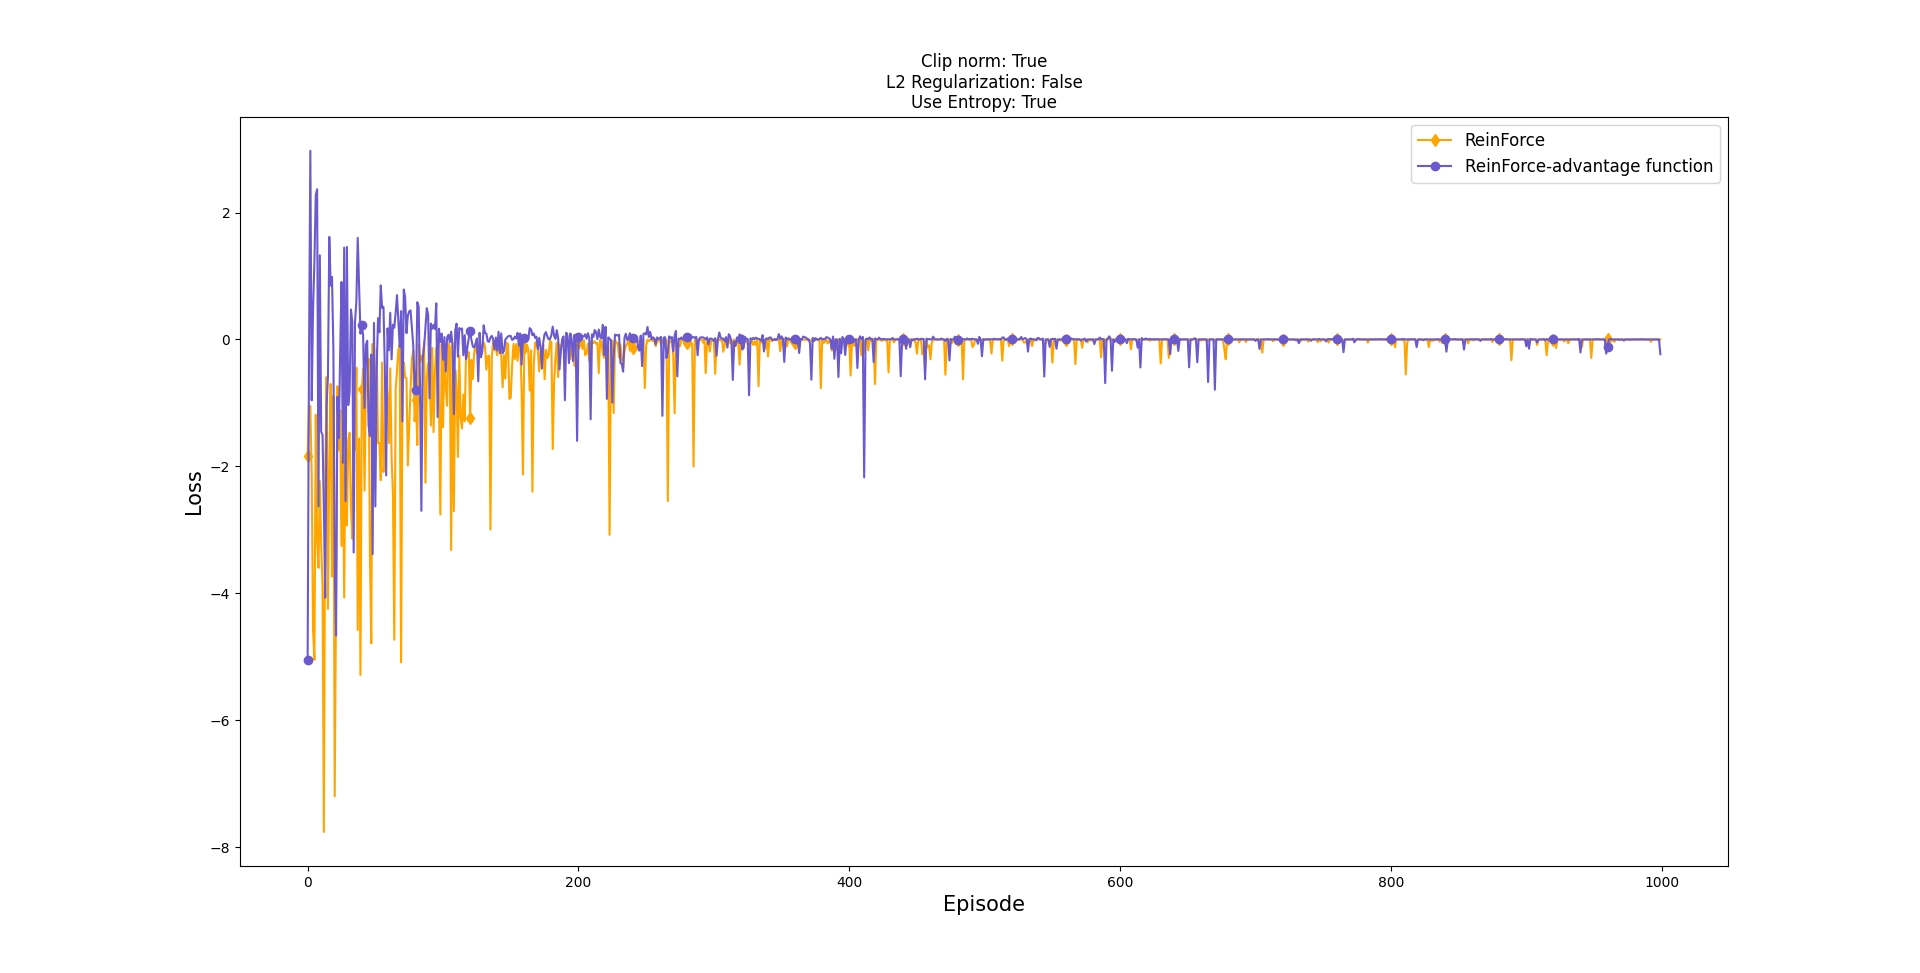 Clip norm: True
L2 Regularization: False
Use Entropy: True
ReinForce
ReinForce-advantage function
2
0
−2
−4
−6
−8
Loss
0
200
400
600
800
1000
Episode